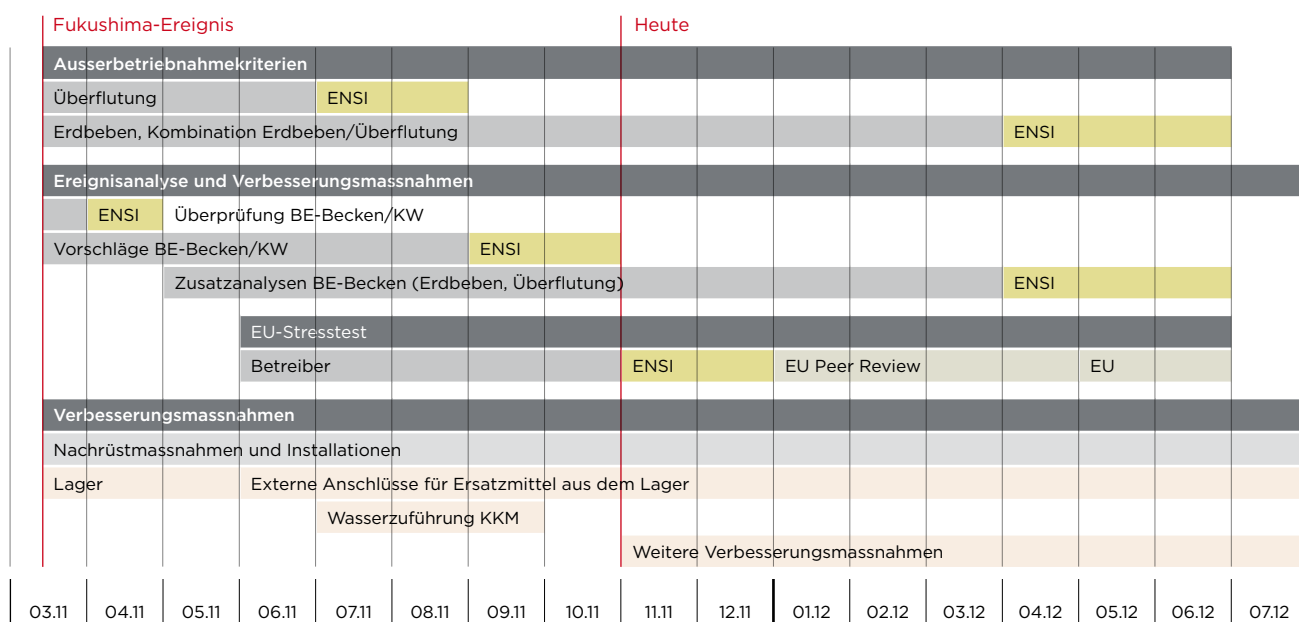 Fukushima-Ereignis Heute
Ausserbetriebnahmekriterien
Überflutung ENSI
Erdbeben, Kombination Erdbeben/Überflutung ENSI
Ereignisanalyse und Verbesserungsmassnahmen
ENSI Überprüfung BE-Becken/KW
Vorschläge BE-Becken/KW ENSI
Zusatzanalysen BE-Becken (Erdbeben, Überflutung) ENSI
EU-Stresstest
Betreiber ENSI EU Peer Review EU
Verbesserungsmassnahmen
Nachrüstmassnahmen und Installationen
Lager Externe Anschlüsse für Ersatzmittel aus dem Lager
Wasserzuführung KKM
Weitere Verbesserungsmassnahmen
03.11 04.11 05.11 06.11 07.11 08.11 09.11 10.11 11.11 12.11 01.12 02.12 03.12 04.12 05.12 06.12 07.12